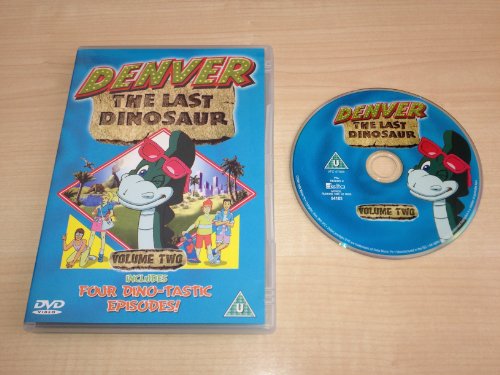 DENVER
THE LAST
DINOSAUR
VOLUME TWO
INCLUDES
FOUR DINO-TASTIC
EPISODES!
DVD
VIDEO
U
DENVER
THE LAST
DINOSAUR
U
VOLUME TWO